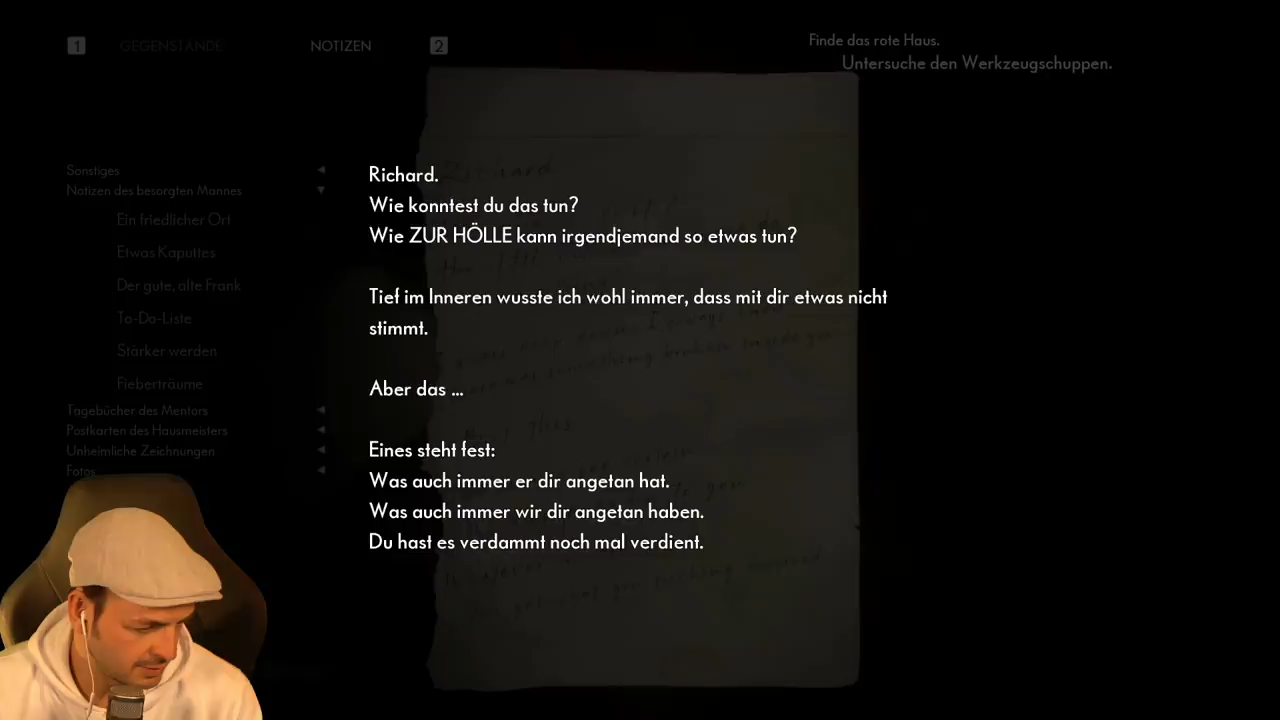 1 GEGENSTÄNDE NOTIZEN 2
Finde das rote Haus.
Untersuche den Werkzeugschuppen.
Sonstiges
Notizen des besorgten Mannes
Ein friedlicher Ort
Etwas Kaputtes
Der gute, alte Frank
To-Do-Liste
Stärker werden
Fieberträume
Tagebücher des Mentors
Postkarten des Hausmeisters
Unheimliche Zeichnungen
Fotos
Richard.
Wie konntest du das tun?
Wie ZUR HÖLLE kann irgendjemand so etwas tun?
Tief im Inneren wusste ich wohl immer, dass mit dir etwas nicht
stimmt.
Aber das ...
Eines steht fest:
Was auch immer er dir angetan hat.
Was auch immer wir dir angetan haben.
Du hast es verdammt noch mal verdient.